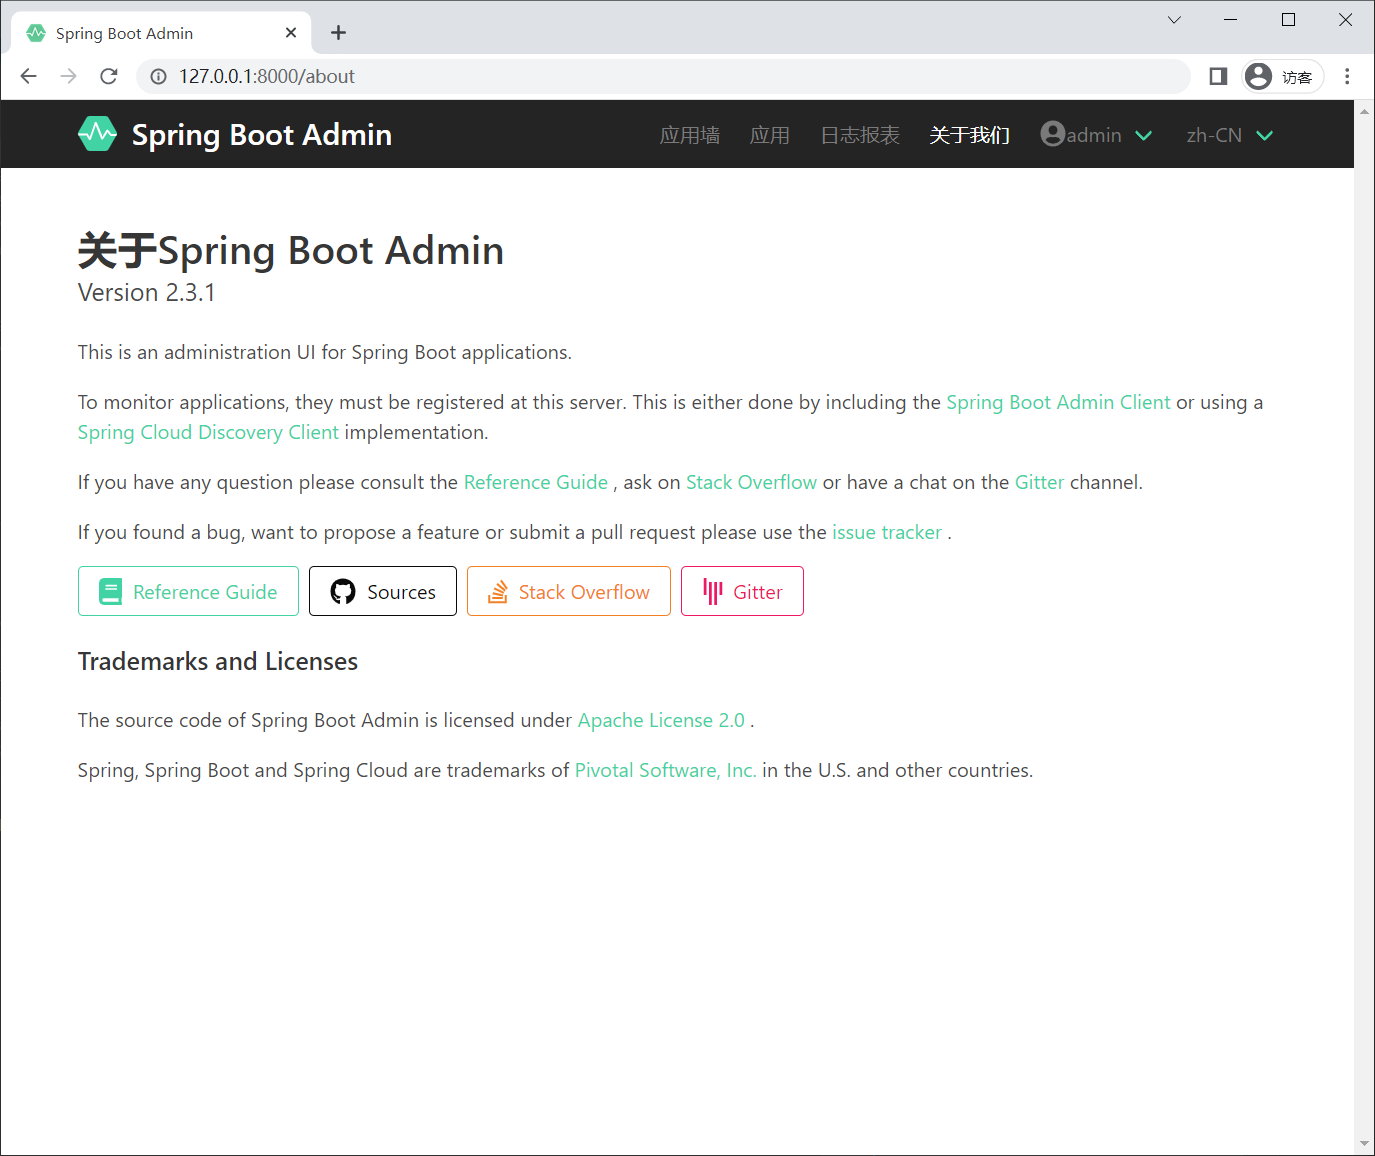 Spring Boot Admin
127.0.0.1:8000/about
访客
Spring Boot Admin
应用墙 应用 日志报表 关于我们 admin zh-CN
关于Spring Boot Admin
Version 2.3.1
This is an administration UI for Spring Boot applications.
To monitor applications, they must be registered at this server. This is either done by including the Spring Boot Admin Client or using a
Spring Cloud Discovery Client implementation.
If you have any question please consult the Reference Guide , ask on Stack Overflow or have a chat on the Gitter channel.
If you found a bug, want to propose a feature or submit a pull request please use the issue tracker .
Reference Guide Sources Stack Overflow Gitter
Trademarks and Licenses
The source code of Spring Boot Admin is licensed under Apache License 2.0 .
Spring, Spring Boot and Spring Cloud are trademarks of Pivotal Software, Inc. in the U.S. and other countries.